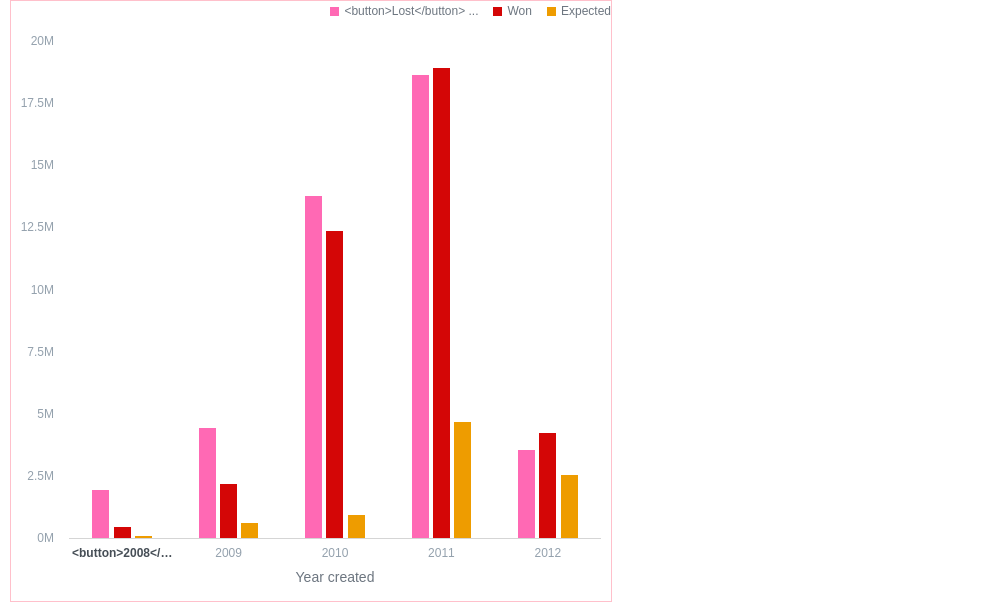 <button>Lost</button> ... Won Expected
20M
17.5M
15M
12.5M
10M
7.5M
5M
2.5M
0M
<button>2008</... 2009 2010 2011 2012
Year created